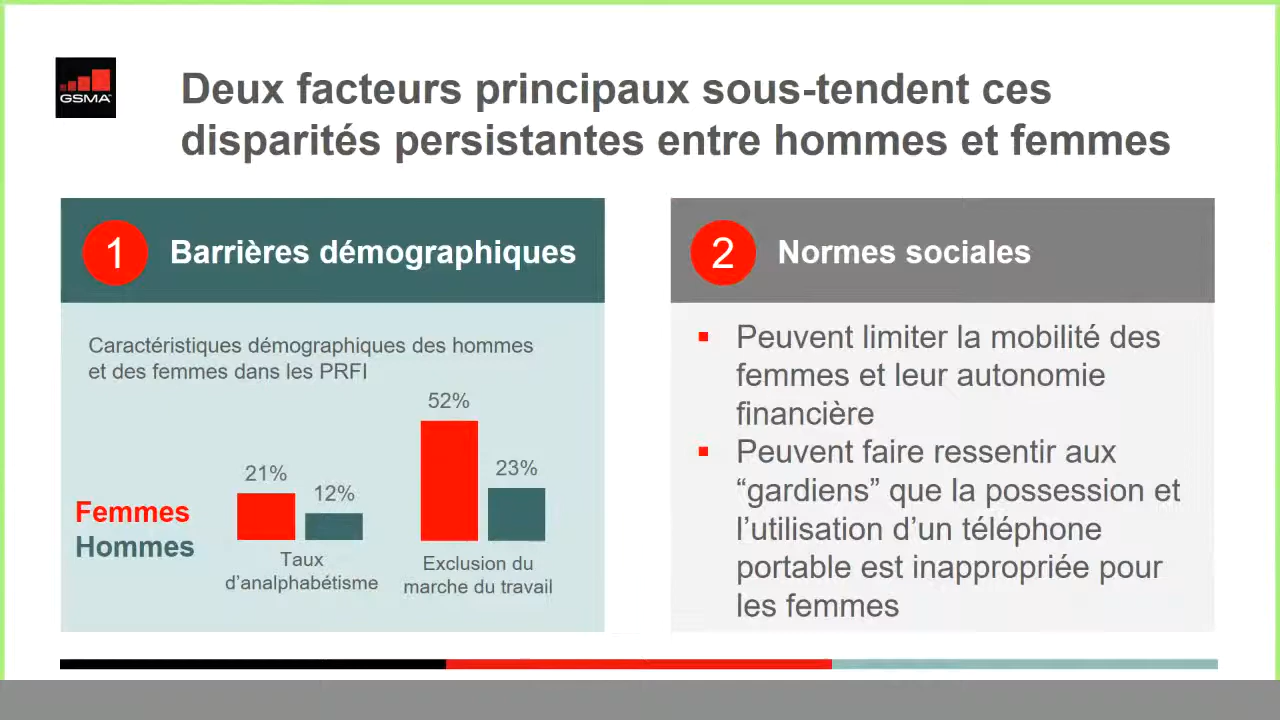 GSMA
Deux facteurs principaux sous-tendent ces
disparités persistantes entre hommes et femmes
1
Barrières démographiques
Caractéristiques démographiques des hommes
et des femmes dans les PRFI
52%
21%
23%
12%
Femmes
Hommes
Taux
d’analphabétisme
Exclusion du
marche du travail
2
Normes sociales
▪ Peuvent limiter la mobilité des
femmes et leur autonomie
financière
▪ Peuvent faire ressentir aux
“gardiens” que la possession et
l’utilisation d’un téléphone
portable est inappropriée pour
les femmes